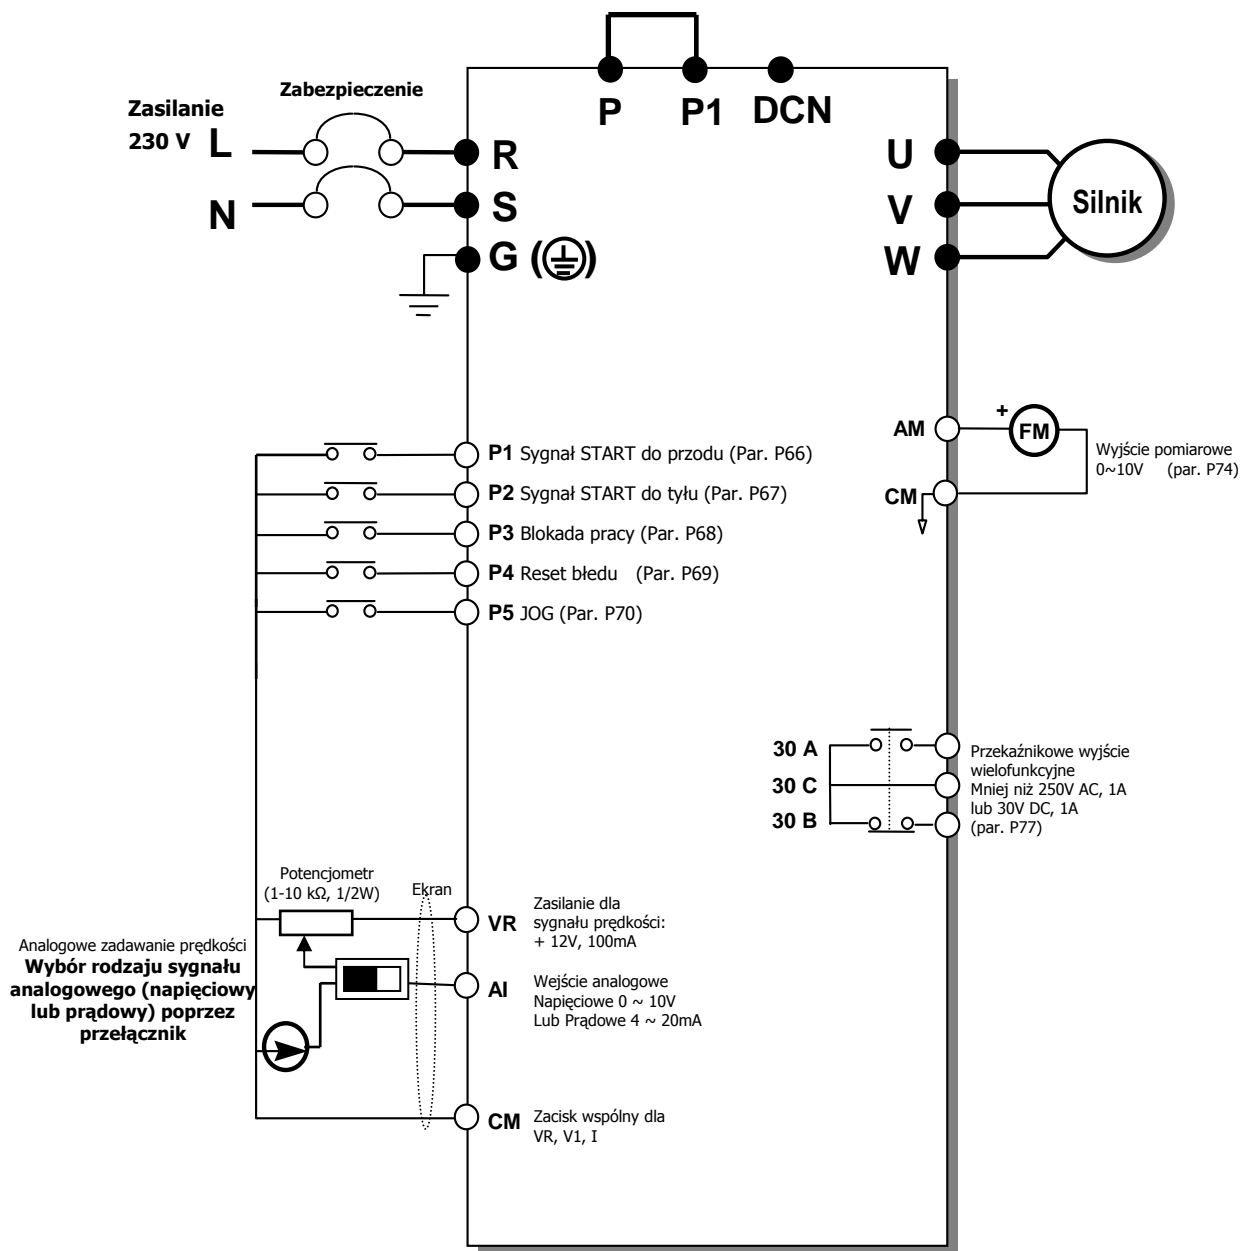 P P1 DCN
Zasilanie
230 V L
Zabezpieczenie
R
N
S
G
U
V
W
Silnik
P1 Sygnał START do przodu (Par. P66)
P2 Sygnał START do tyłu (Par. P67)
P3 Blokada pracy (Par. P68)
P4 Reset błedu (Par. P69)
P5 JOG (Par. P70)
AM
+
FM
CM
Wyjście pomiarowe
0~10V (par. P74)
30 A
30 C
30 B
Przekaźnikowe wyjście
wielofunkcyjne
Mniej niż 250V AC, 1A
lub 30V DC, 1A
(par. P77)
Potencjometr
(1-10 kΩ, 1/2W)
Ekran
VR
Zasilanie dla
sygnału prędkości:
+ 12V, 100mA
Analogowe zadawanie prędkości
Wybór rodzaju sygnału
analogowego (napięciowy
lub prądowy) poprzez
przełącznik
AI
Wejście analogowe
Napięciowe 0 ~ 10V
Lub Prądowe 4 ~ 20mA
CM
Zacisk wspólny dla
VR, V1, I